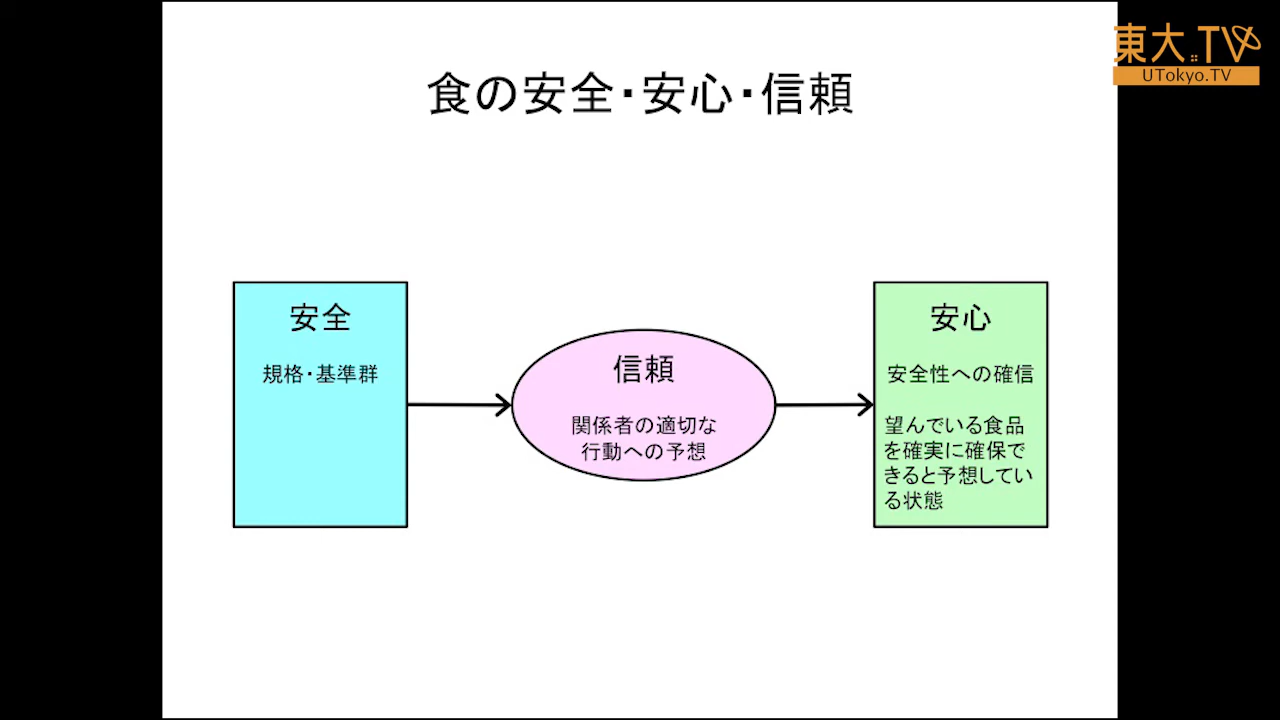 東大.TV
UTokyo.TV
食の安全・安心・信頼
安全
規格・基準群
信頼
関係者の適切な
行動への予想
安心
安全性への確信
望んでいる食品
を確実に確保で
きると予想してい
る状態